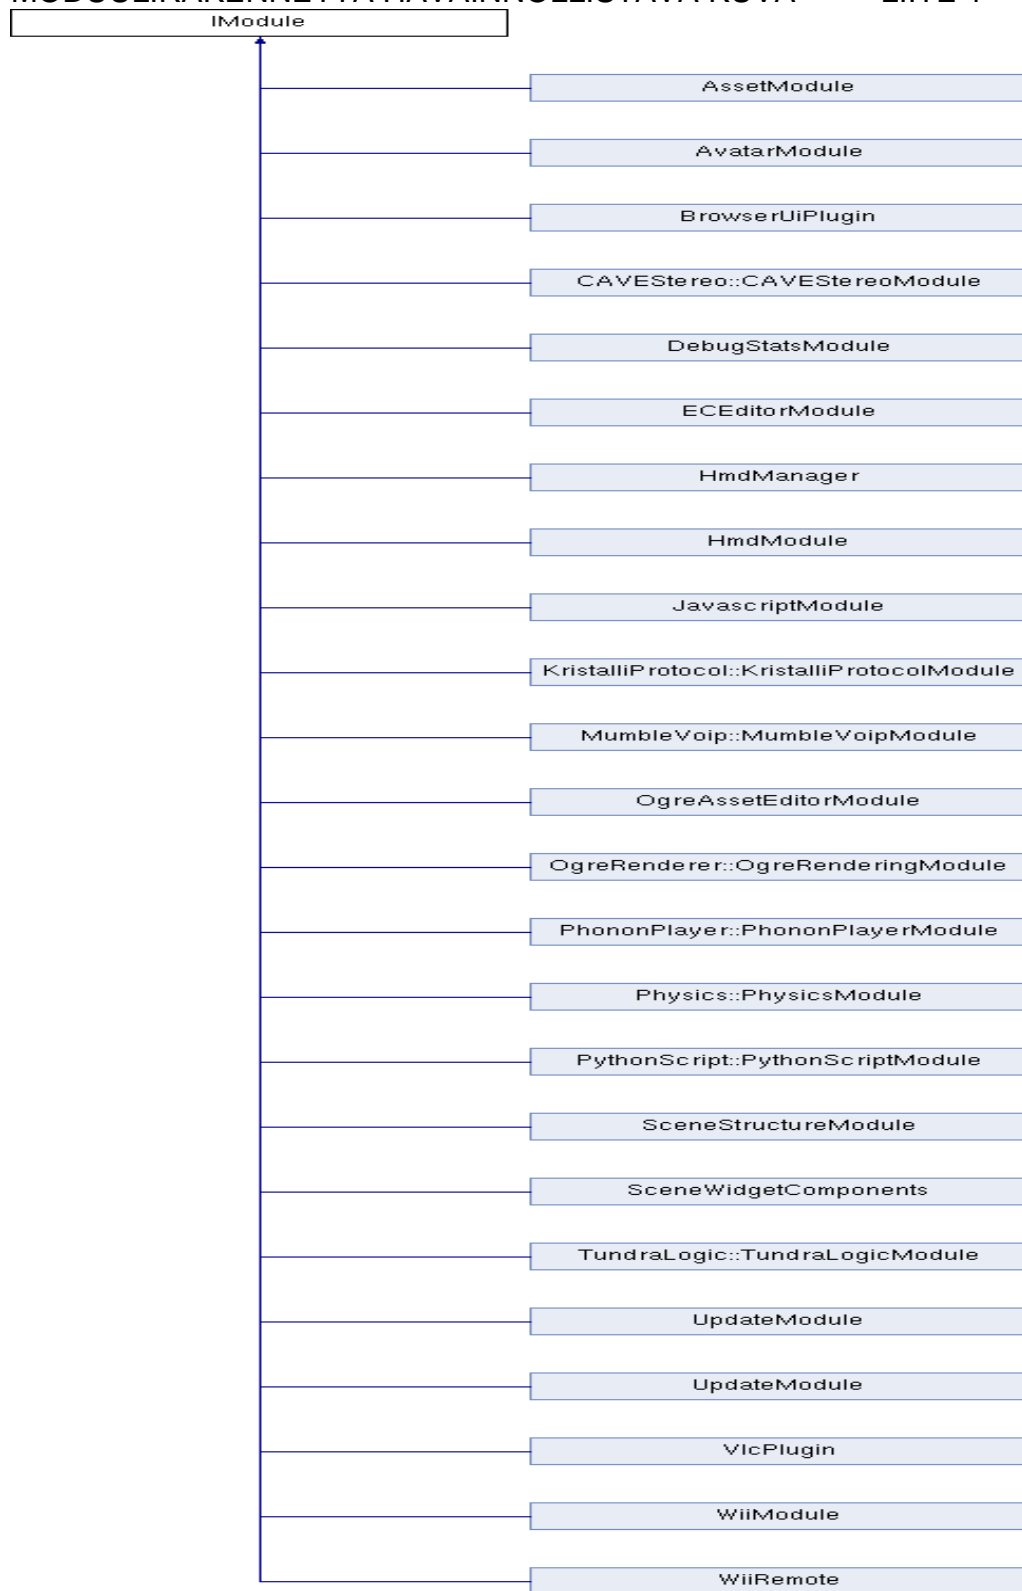 IModule
AssetModule
AvatarModule
BrowserUiPlugin
CAVEStereo::CAVEStereoModule
DebugStatsModule
ECEditorModule
HmdManager
HmdModule
JavascriptModule
KristalliProtocol::KristalliProtocolModule
MumbleVoip::MumbleVoipModule
OgreAssetEditorModule
OgreRenderer::OgreRenderingModule
PhononPlayer::PhononPlayerModule
Physics::PhysicsModule
PythonScript::PythonScriptModule
SceneStructureModule
SceneWidgetComponents
TundraLogic::TundraLogicModule
UpdateModule
UpdateModule
VlcPlugin
WiiModule
WiiRemote